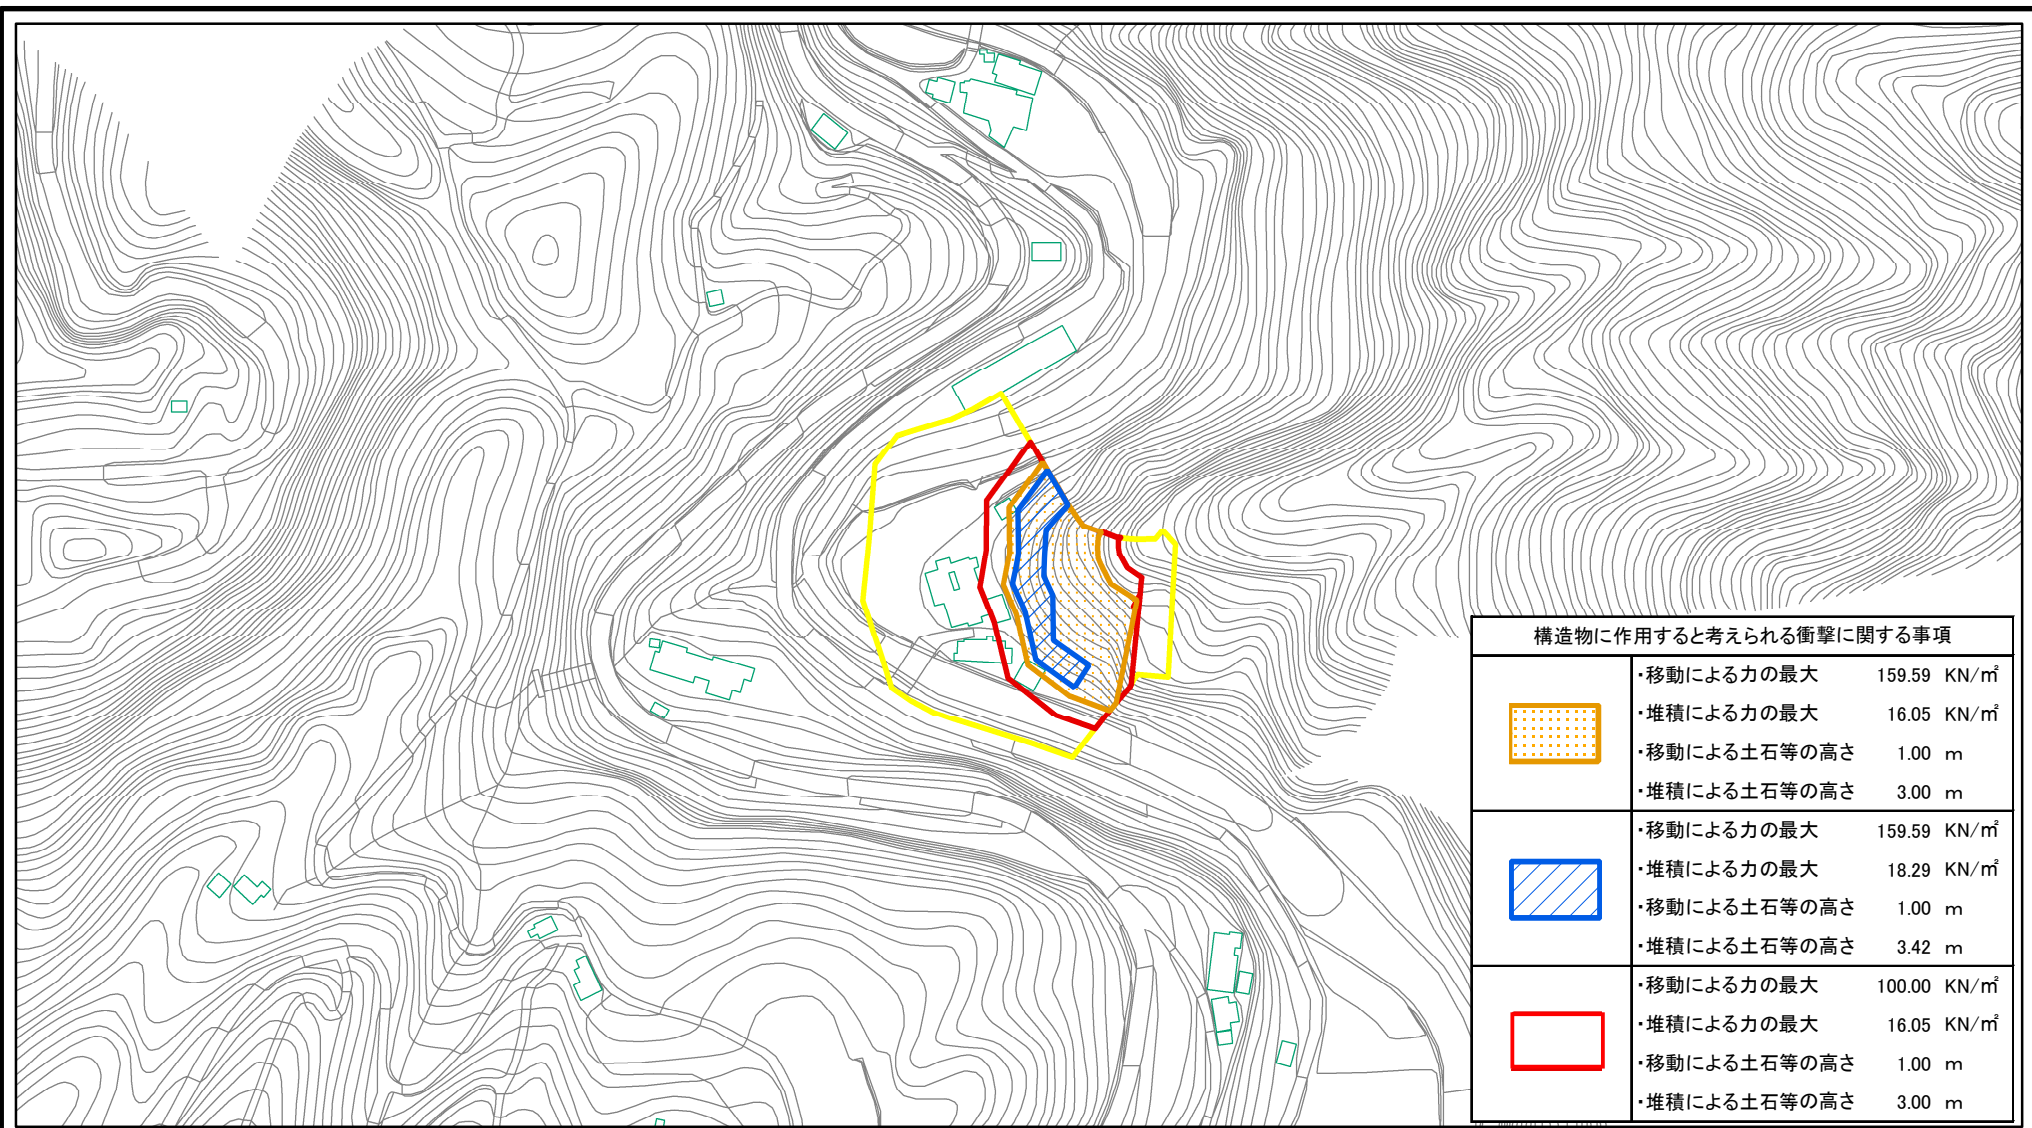 構造物に作用すると考えられる衝撃に関する事項
・移動による力の最大 159.59 KN/㎡
・堆積による力の最大 16.05 KN/㎡
・移動による土石等の高さ 1.00 m
・堆積による土石等の高さ 3.00 m
・移動による力の最大 159.59 KN/㎡
・堆積による力の最大 18.29 KN/㎡
・移動による土石等の高さ 1.00 m
・堆積による土石等の高さ 3.42 m
・移動による力の最大 100.00 KN/㎡
・堆積による力の最大 16.05 KN/㎡
・移動による土石等の高さ 1.00 m
・堆積による土石等の高さ 3.00 m